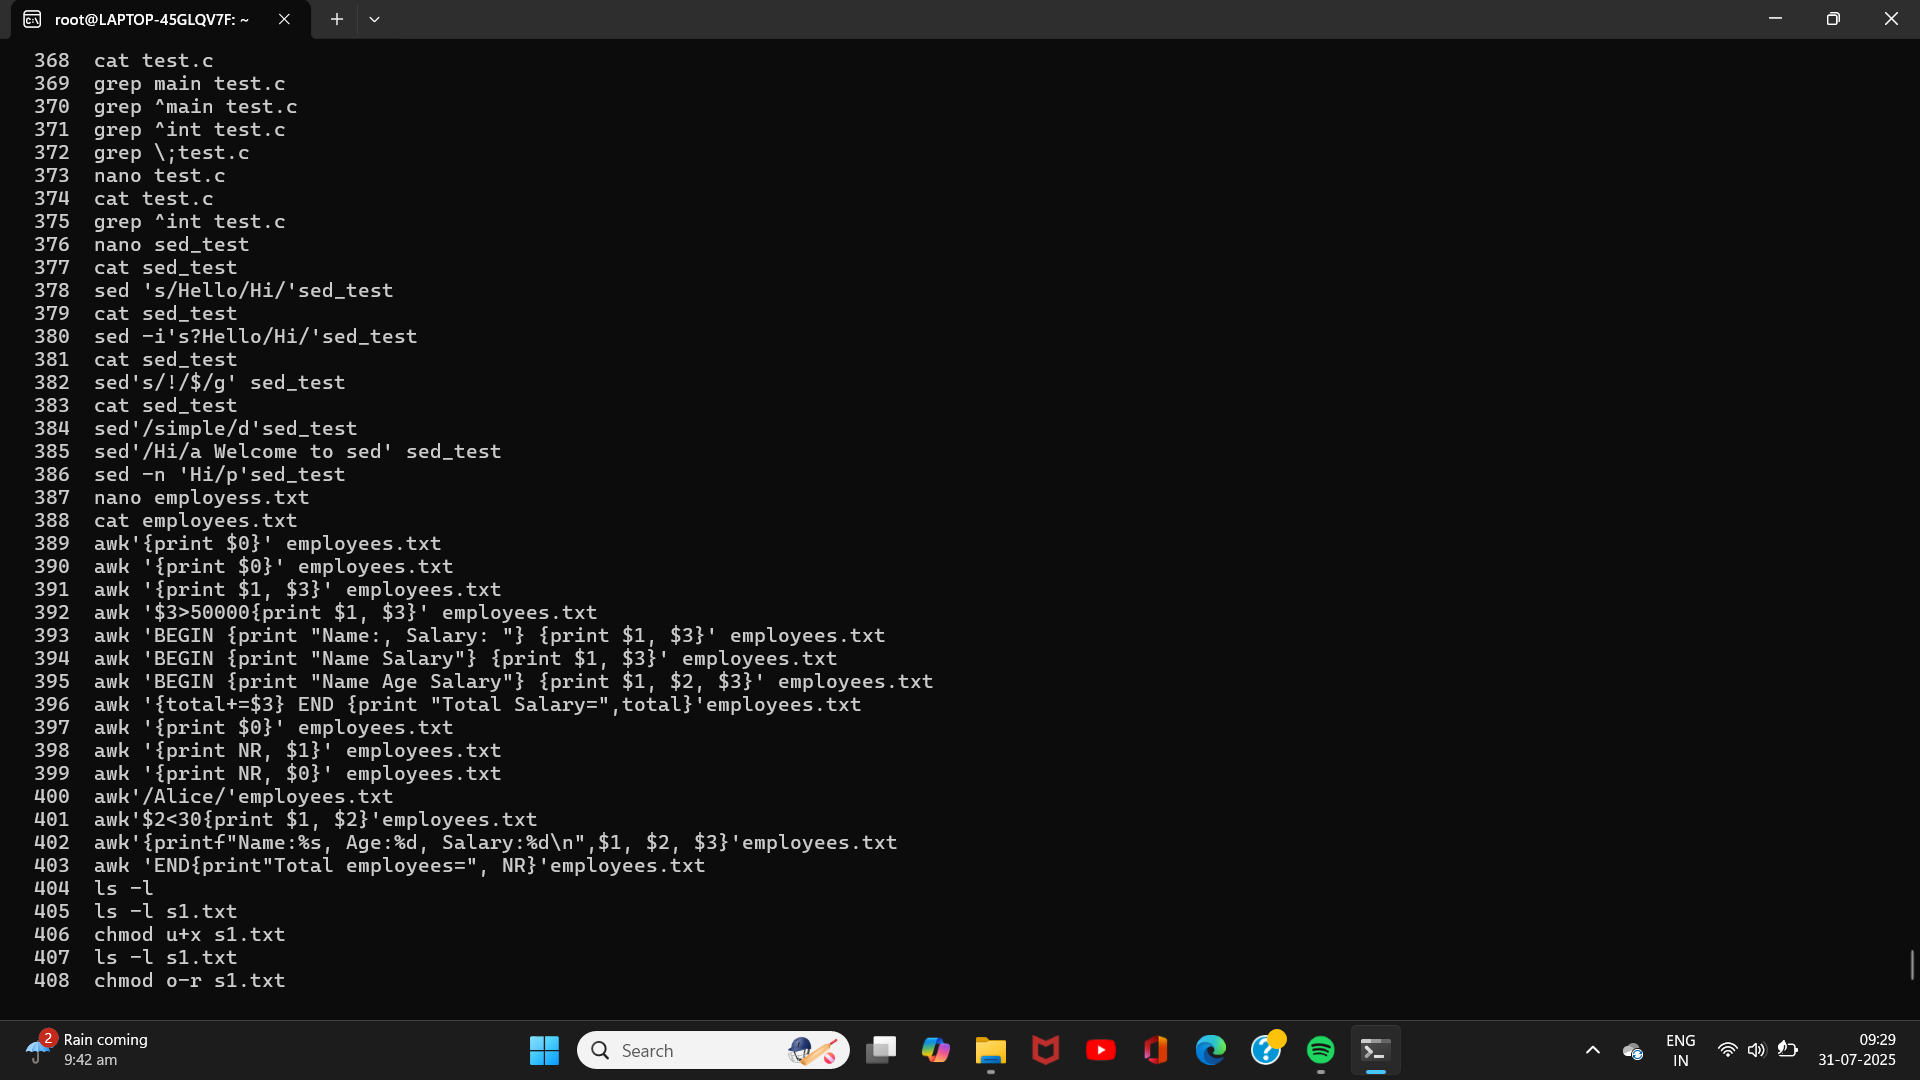 root@LAPTOP-45GLQV7F: ~
368 cat test.c
369 grep main test.c
370 grep ^main test.c
371 grep ^int test.c
372 grep \;test.c
373 nano test.c
374 cat test.c
375 grep ^int test.c
376 nano sed_test
377 cat sed_test
378 sed 's/Hello/Hi/'sed_test
379 cat sed_test
380 sed -i's?Hello/Hi/'sed_test
381 cat sed_test
382 sed's/!/$/g' sed_test
383 cat sed_test
384 sed'/simple/d'sed_test
385 sed'/Hi/a Welcome to sed' sed_test
386 sed -n 'Hi/p'sed_test
387 nano employess.txt
388 cat employees.txt
389 awk'{print $0}' employees.txt
390 awk '{print $0}' employees.txt
391 awk '{print $1, $3}' employees.txt
392 awk '$3>50000{print $1, $3}' employees.txt
393 awk 'BEGIN {print "Name:, Salary: "} {print $1, $3}' employees.txt
394 awk 'BEGIN {print "Name Salary"} {print $1, $3}' employees.txt
395 awk 'BEGIN {print "Name Age Salary"} {print $1, $2, $3}' employees.txt
396 awk '{total+=$3} END {print "Total Salary=",total}'employees.txt
397 awk '{print $0}' employees.txt
398 awk '{print NR, $1}' employees.txt
399 awk '{print NR, $0}' employees.txt
400 awk'/Alice/'employees.txt
401 awk'$2<30{print $1, $2}'employees.txt
402 awk'{printf"Name:%s, Age:%d, Salary:%d\n",$1, $2, $3}'employees.txt
403 awk 'END{print"Total employees=", NR}'employees.txt
404 ls -l
405 ls -l s1.txt
406 chmod u+x s1.txt
407 ls -l s1.txt
408 chmod o-r s1.txt
2 Rain coming
9:42 am
Search
ENG
IN
09:29
31-07-2025